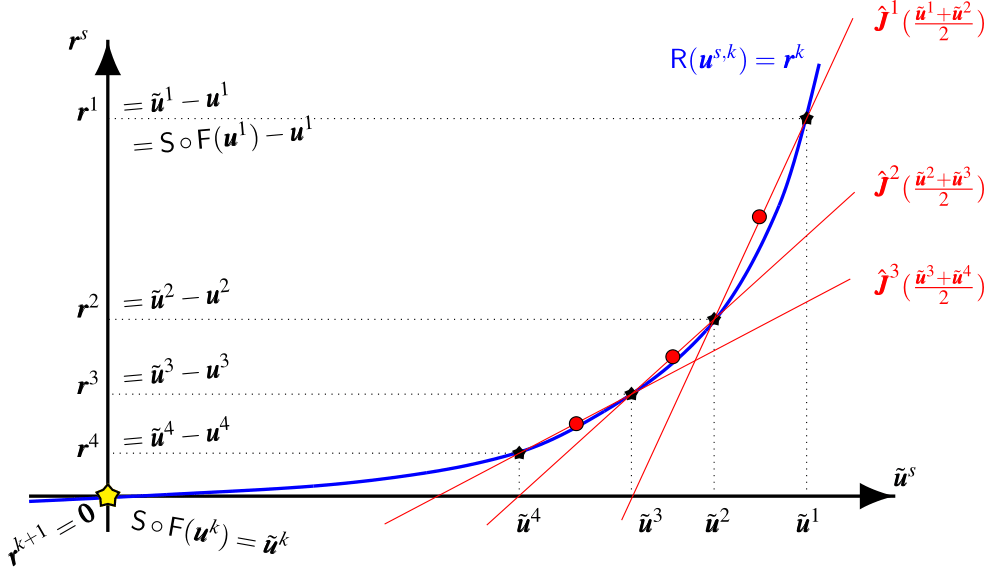 r^s
Ĵ^1((ũ^1+ũ^2)/2)
R(u^{s,k}) = r^k
r^1 = ũ^1 − u^1
= S∘F(u^1) − u^1
Ĵ^2((ũ^2+ũ^3)/2)
Ĵ^3((ũ^3+ũ^4)/2)
r^2 = ũ^2 − u^2
r^3 = ũ^3 − u^3
r^4 = ũ^4 − u^4
ũ^s
r^{k+1} = 0
S∘F(u^k) = ũ^k
ũ^4 ũ^3 ũ^2 ũ^1